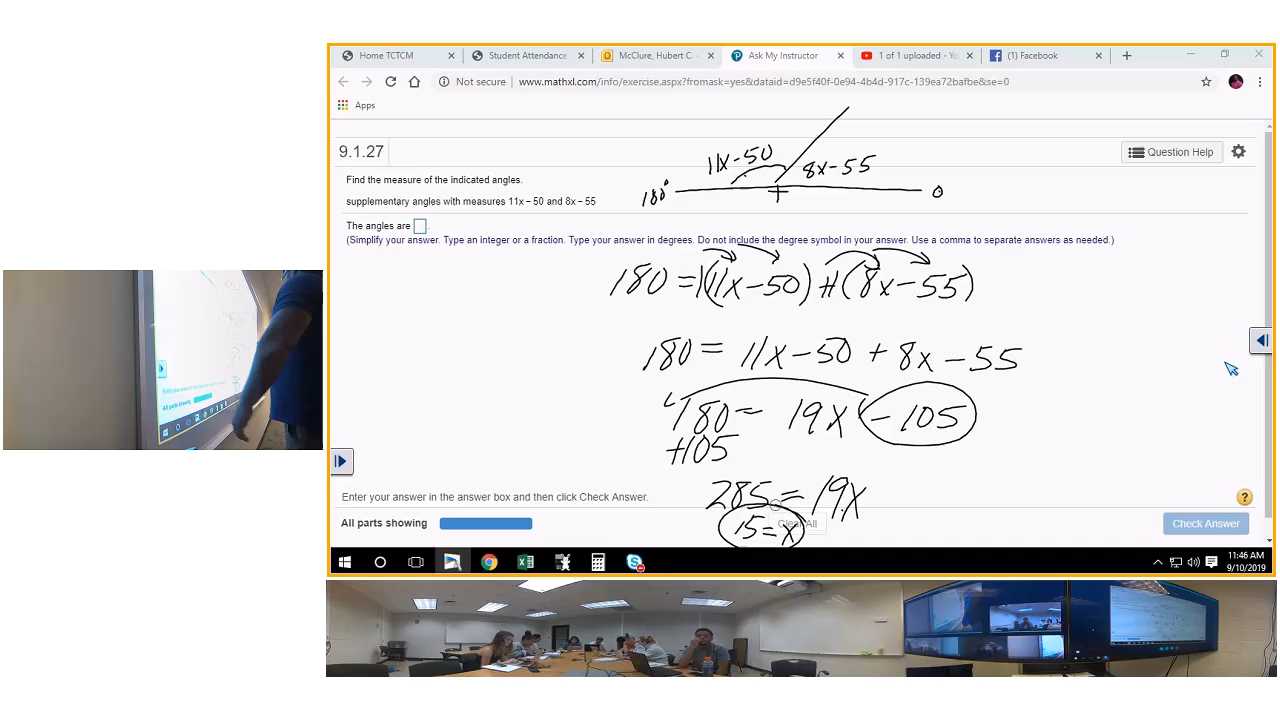 Home TCTCM
Student Attendance
McClure, Hubert C. -
Ask My Instructor
1 of 1 uploaded - Yo
(1) Facebook
Not secure www.mathxl.com/info/exercise.aspx?fromask=yes&dataid=d9e5f40f-0e94-4b4d-917c-139ea72bafbe&se=0
Apps
9.1.27
Question Help
Find the measure of the indicated angles.
supplementary angles with measures 11x – 50 and 8x – 55
11x-50
8x-55
180°
0
The angles are .
(Simplify your answer. Type an integer or a fraction. Type your answer in degrees. Do not include the degree symbol in your answer. Use a comma to separate answers as needed.)
180 = 1(11x-50) +1(8x-55)
180 = 11x-50 + 8x-55
180 = 19x -105
+105
285 = 19x
15=x
Enter your answer in the answer box and then click Check Answer.
?
All parts showing
Clear All
Check Answer
11:46 AM
9/10/2019